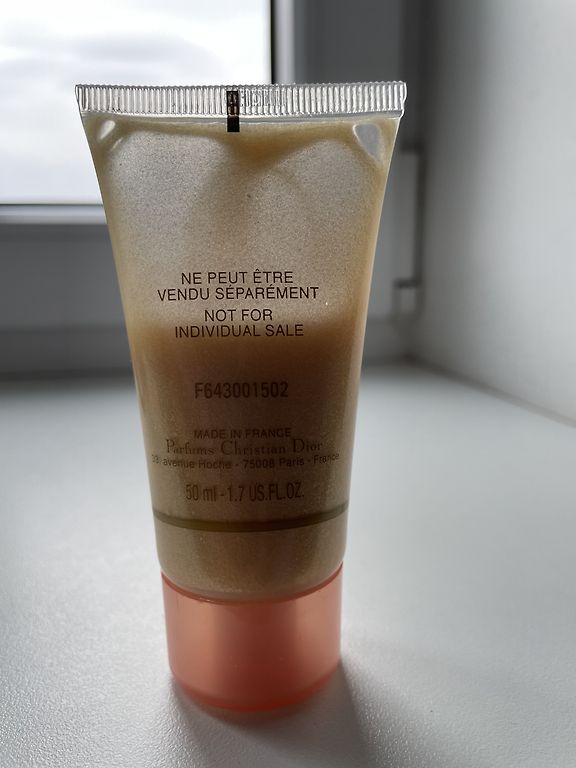 NE PEUT ÊTRE
VENDU SÉPARÉMENT
NOT FOR
INDIVIDUAL SALE
F643001502
MADE IN FRANCE
Parfums Christian Dior
33, avenue Hoche - 75008 Paris - France
50 ml - 1.7 US.FL.OZ.